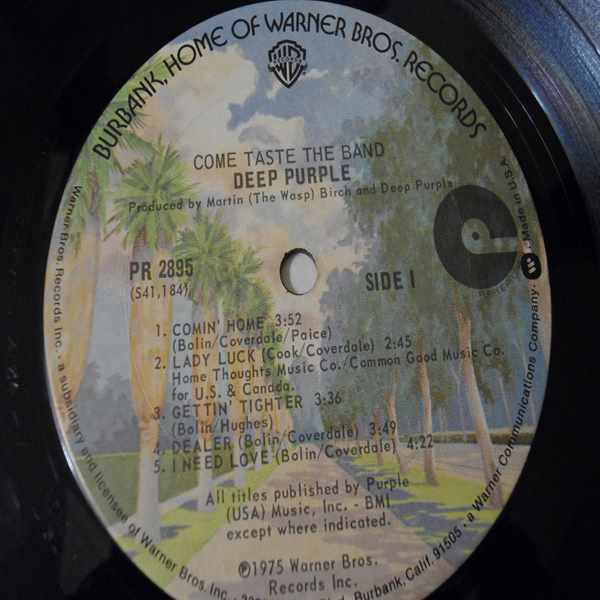 BURBANK, HOME OF WARNER BROS. RECORDS
COME TASTE THE BAND
DEEP PURPLE
Produced by Martin (The Wasp) Birch and Deep Purple
PR 2895
(S41,184)
SIDE 1
1. COMIN' HOME 3:52
(Bolin/Coverdale/Paice)
2. LADY LUCK (Cook/Coverdale) 2:45
Home Thoughts Music Co./Common Good Music Co.
for U.S. & Canada.
3. GETTIN' TIGHTER 3:36
(Bolin/Hughes)
4. DEALER (Bolin/Coverdale) 3:49
5. I NEED LOVE (Bolin/Coverdale) 4:22
All titles published by Purple
(USA) Music, Inc. - BMI
except where indicated.
℗1975 Warner Bros.
Records Inc.
Warner Bros. Records Inc. • a subsidiary and licensee of Warner Bros. Inc. • Burbank, Calif. 91505 • a Warner Communications Company. • Made in U.S.A.